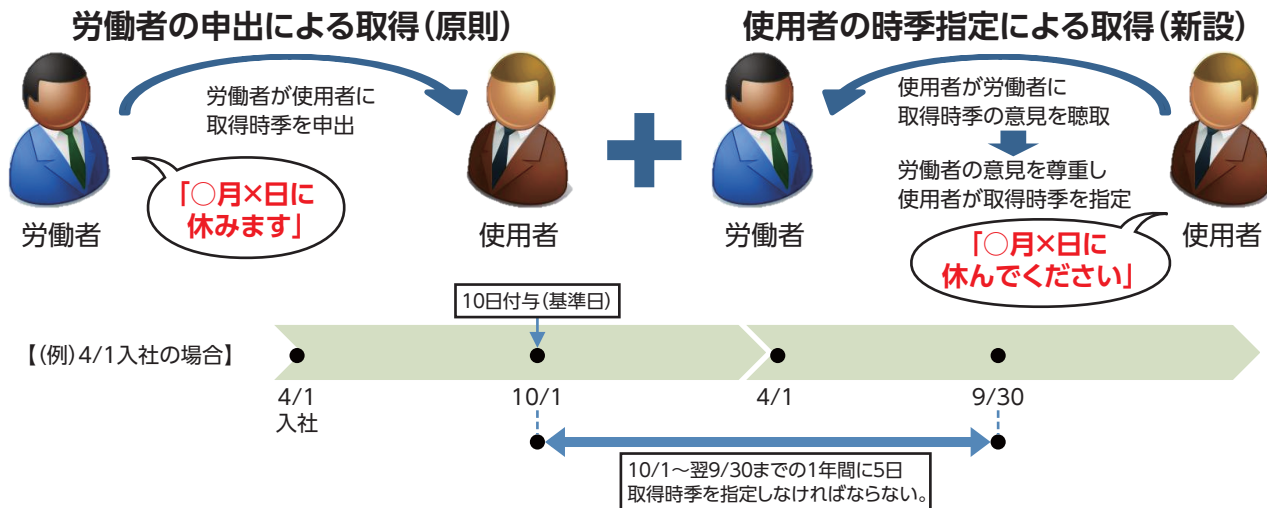 労働者の申出による取得(原則)
労働者が使用者に
取得時季を申出
「○月×日に
休みます」
労働者
使用者
使用者の時季指定による取得(新設)
使用者が労働者に
取得時季の意見を聴取
労働者の意見を尊重し
使用者が取得時季を指定
「○月×日に
休んでください」
労働者
使用者
10日付与(基準日)
【(例)4/1入社の場合】
4/1
入社
10/1
4/1
9/30
10/1~翌9/30までの1年間に5日
取得時季を指定しなければならない。